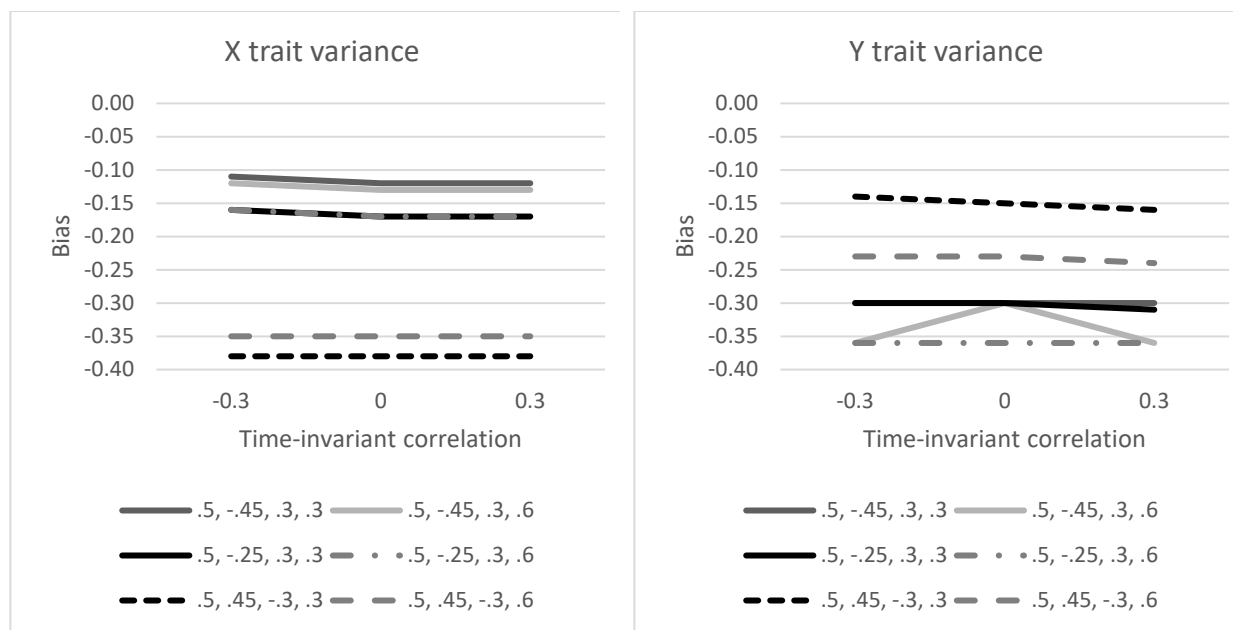 X trait variance
0.00
-0.05
-0.10
-0.15
-0.20
-0.25
-0.30
-0.35
-0.40
Bias
-0.3 0 0.3
Time-invariant correlation
.5, -.45, .3, .3 .5, -.45, .3, .6
.5, -.25, .3, .3 .5, -.25, .3, .6
.5, .45, -.3, .3 .5, .45, -.3, .6
Y trait variance
0.00
-0.05
-0.10
-0.15
-0.20
-0.25
-0.30
-0.35
-0.40
Bias
-0.3 0 0.3
Time-invariant correlation
.5, -.45, .3, .3 .5, -.45, .3, .6
.5, -.25, .3, .3 .5, -.25, .3, .6
.5, .45, -.3, .3 .5, .45, -.3, .6